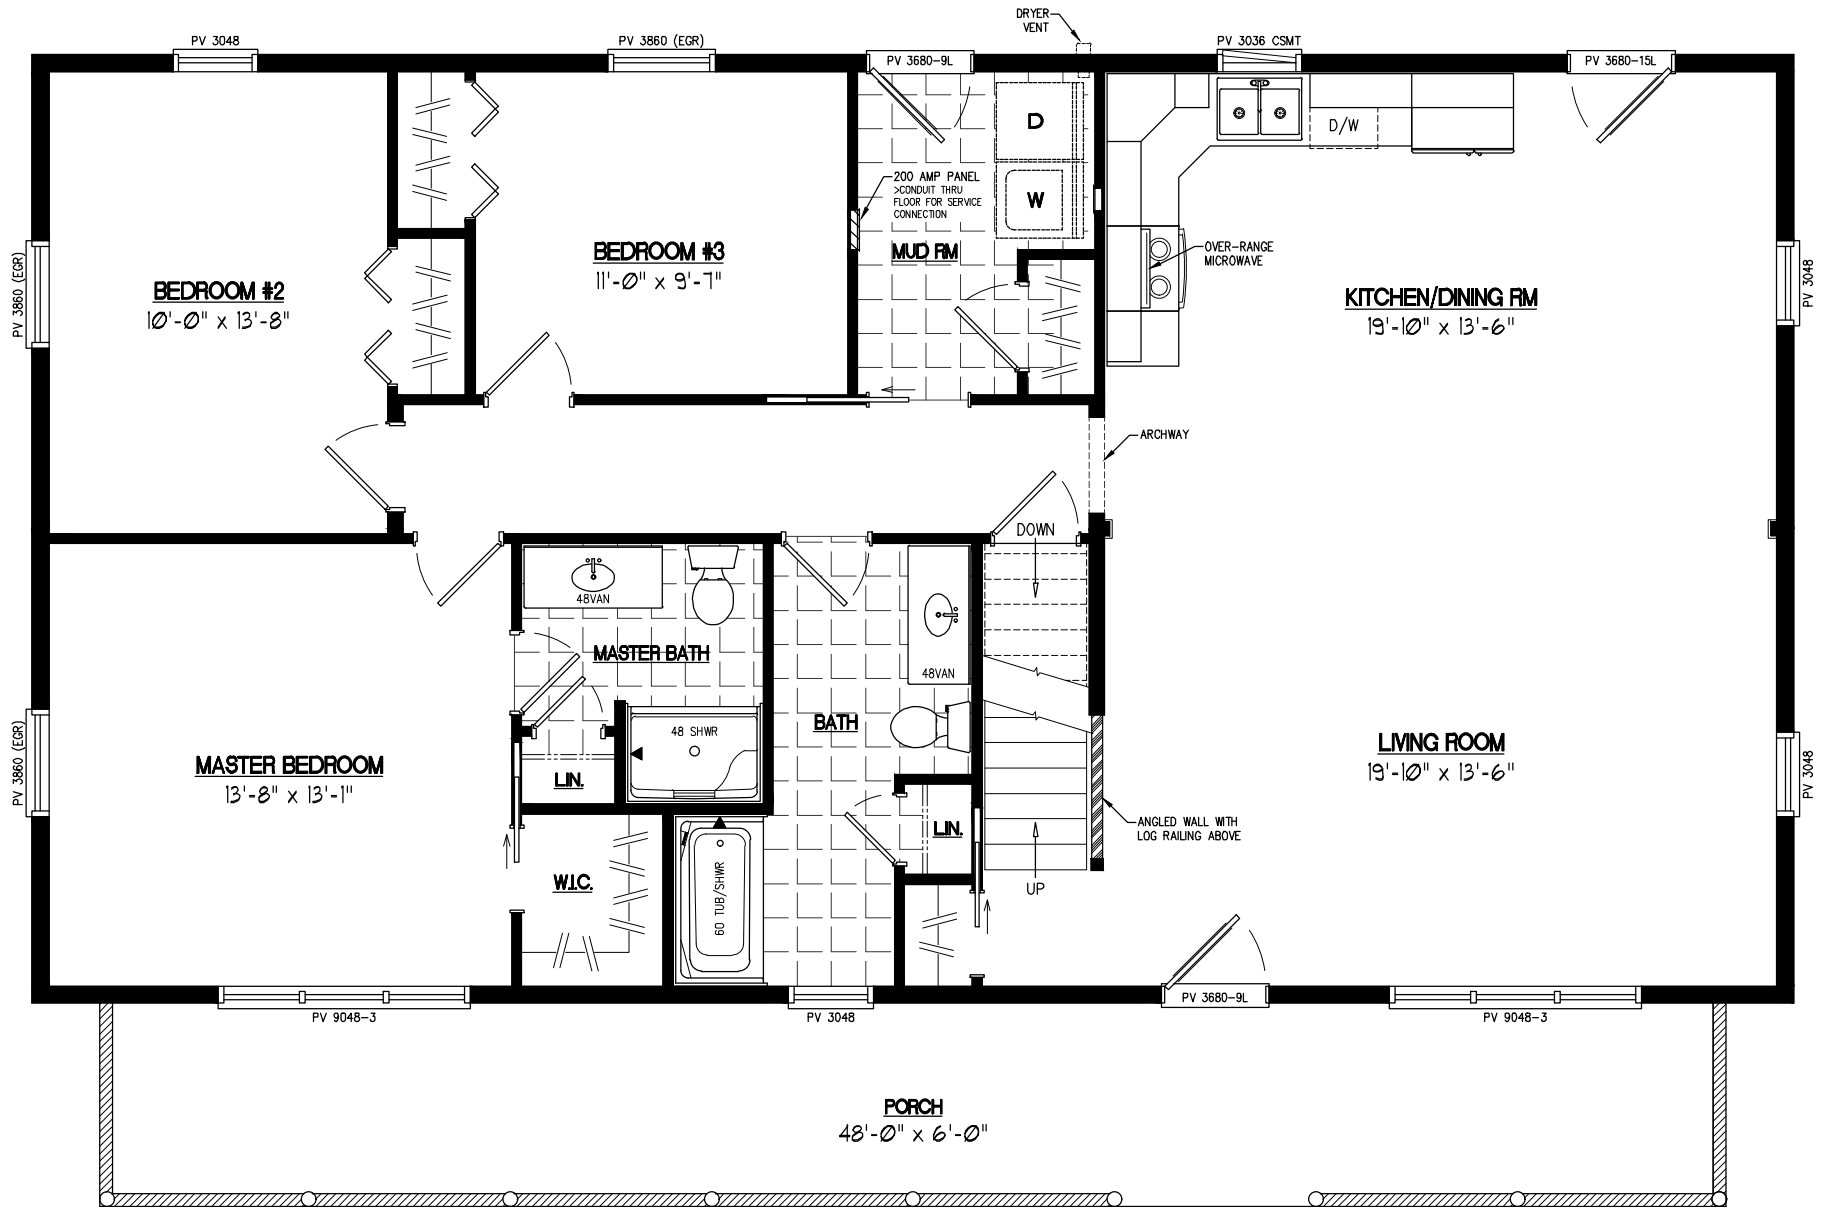 DRYER
VENT
PV 3048
PV 3860 (EGR)
PV 3680-9L
PV 3036 CSMT
PV 3680-15L
D
D/W
200 AMP PANEL
>CONDUIT THRU
FLOOR FOR SERVICE
CONNECTION
W
MUD RM
BEDROOM #3
11'-0" x 9'-7"
OVER-RANGE
MICROWAVE
PV 3860 (EGR)
BEDROOM #2
10'-0" x 13'-8"
KITCHEN/DINING RM
19'-10" x 13'-6"
PV 3048
ARCHWAY
DOWN
48VAN
MASTER BATH
48VAN
BATH
48 SHWR
PV 3860 (EGR)
MASTER BEDROOM
13'-8" x 13'-1"
LIN.
LIVING ROOM
19'-10" x 13'-6"
PV 3048
LIN.
ANGLED WALL WITH
LOG RAILING ABOVE
W.I.C.
60 TUB/SHWR
UP
PV 9048-3
PV 3048
PV 3680-9L
PV 9048-3
PORCH
48'-0" x 6'-0"